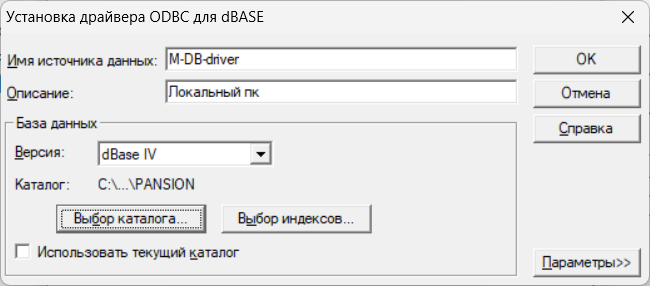 Установка драйвера ODBC для dBASE
Имя источника данных: M-DB-driver
OK
Описание: Локальный пк
Отмена
База данных
Справка
Версия: dBase IV
Каталог: C:\...\PANSION
Выбор каталога...
Выбор индексов...
Использовать текущий каталог
Параметры>>